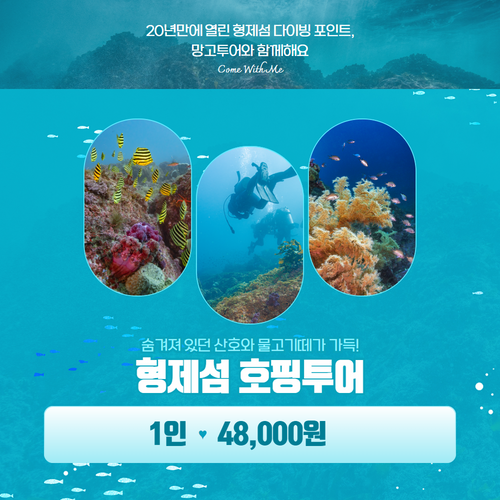 20년만에 열린 형제섬 다이빙 포인트,
망고투어와 함께해요
Come With Me
숨겨져 있던 산호와 물고기떼가 가득!
형제섬 호핑투어
1인 ♥ 48,000원